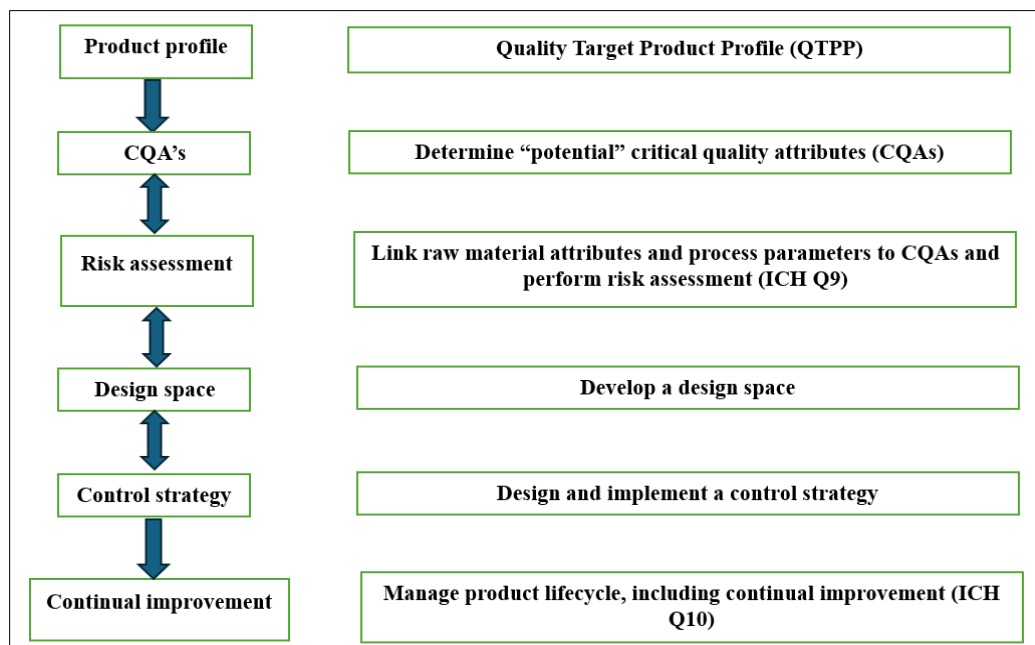 Product profile
Quality Target Product Profile (QTPP)
CQA’s
Determine “potential” critical quality attributes (CQAs)
Risk assessment
Link raw material attributes and process parameters to CQAs and
perform risk assessment (ICH Q9)
Design space
Develop a design space
Control strategy
Design and implement a control strategy
Continual improvement
Manage product lifecycle, including continual improvement (ICH
Q10)